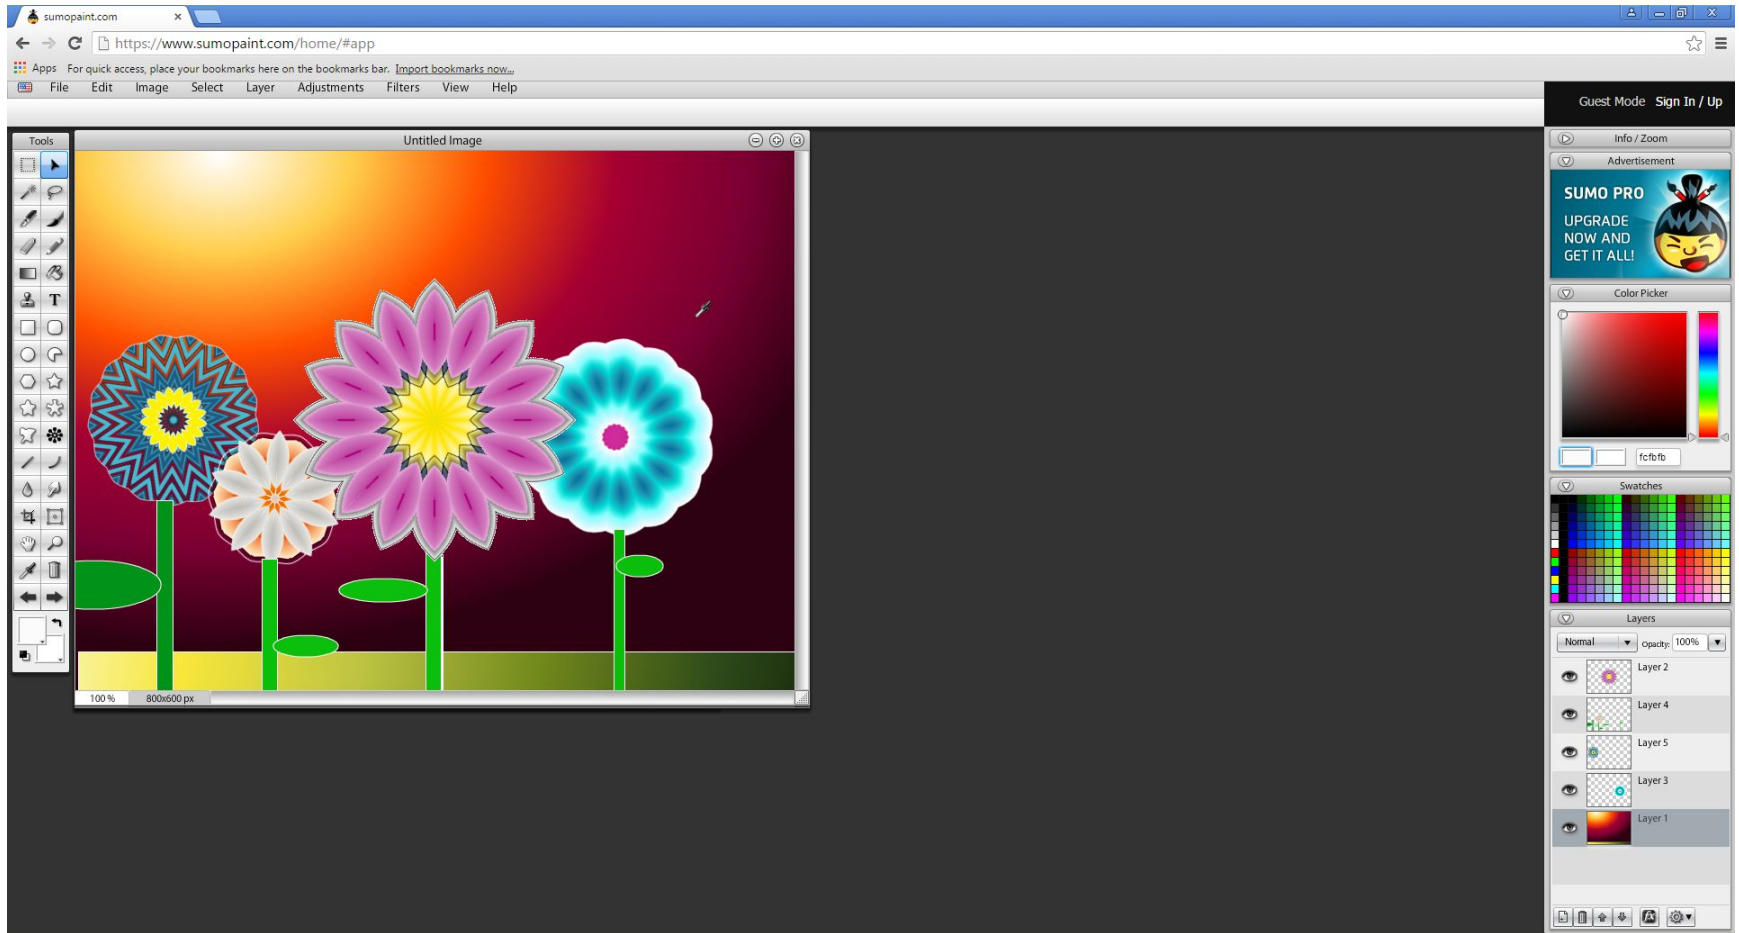 sumopaint.com
https://www.sumopaint.com/home/#app
Apps For quick access, place your bookmarks here on the bookmarks bar. Import bookmarks now...
File Edit Image Select Layer Adjustments Filters View Help
Guest Mode Sign In / Up
Tools
Untitled Image
T
100 % 800x600 px
Info / Zoom
Advertisement
SUMO PRO
UPGRADE
NOW AND
GET IT ALL!
Color Picker
fcfbfb
Swatches
Layers
Normal Opacity: 100%
Layer 2
Layer 4
Layer 5
Layer 3
Layer 1